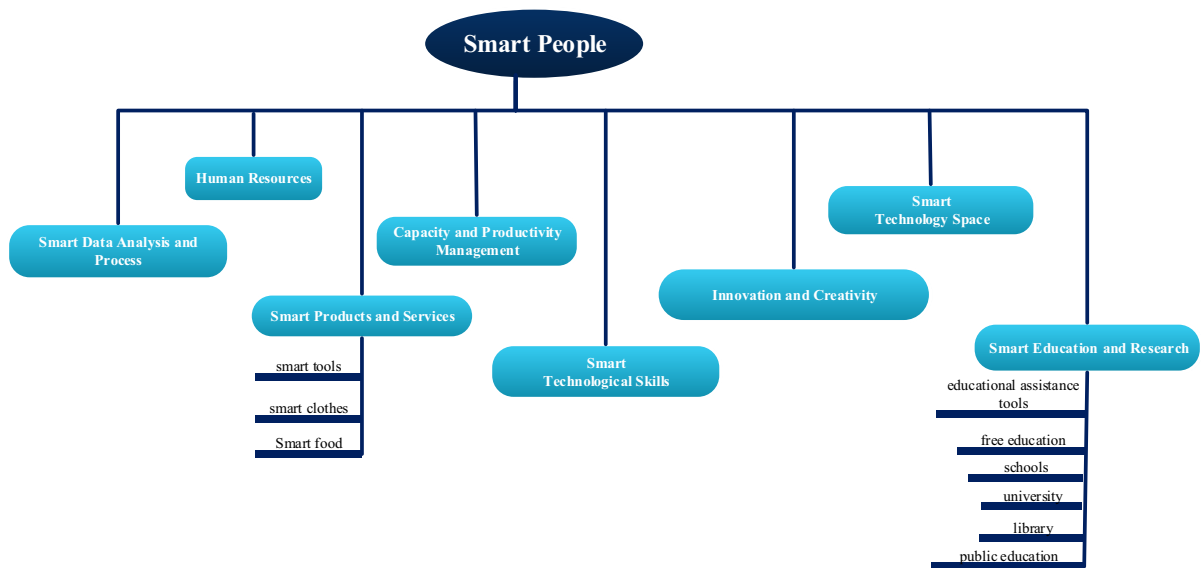 Smart People
Human Resources
Smart
Technology Space
Capacity and Productivity
Management
Smart Data Analysis and
Process
Innovation and Creativity
Smart Products and Services
smart tools
smart clothes
Smart food
Smart
Technological Skills
Smart Education and Research
educational assistance
tools
free education
schools
university
library
public education